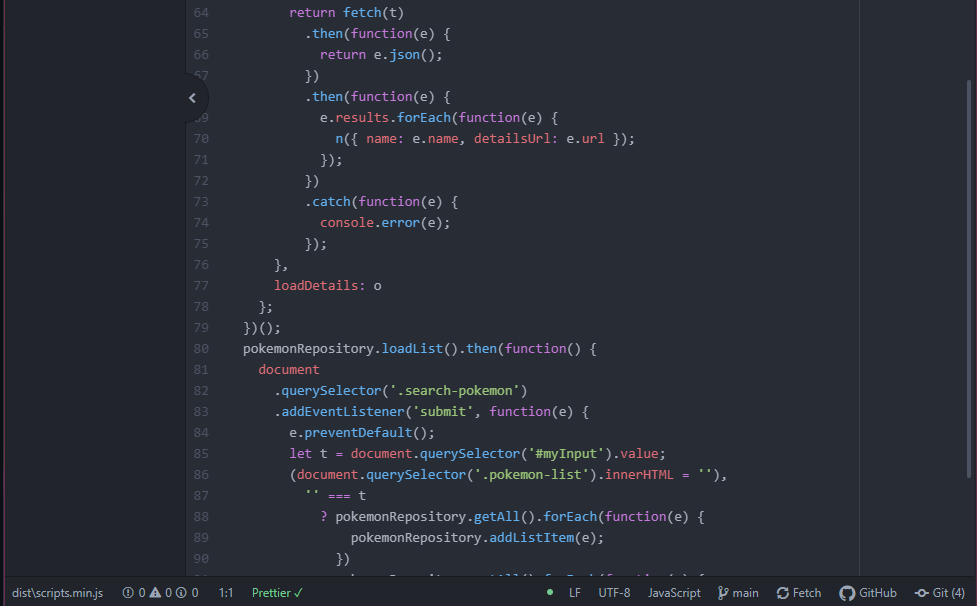 64 return fetch(t)
65 .then(function(e) {
66 return e.json();
67 })
.then(function(e) {
69 e.results.forEach(function(e) {
70 n({ name: e.name, detailsUrl: e.url });
71 });
72 })
73 .catch(function(e) {
74 console.error(e);
75 });
76 },
77 loadDetails: o
78 };
79 })();
80 pokemonRepository.loadList().then(function() {
81 document
82 .querySelector('.search-pokemon')
83 .addEventListener('submit', function(e) {
84 e.preventDefault();
85 let t = document.querySelector('#myInput').value;
86 (document.querySelector('.pokemon-list').innerHTML = ''),
87 '' === t
88 ? pokemonRepository.getAll().forEach(function(e) {
89 pokemonRepository.addListItem(e);
90 })
dist\scripts.min.js 0 0 0 1:1 Prettier ✓ LF UTF-8 JavaScript main Fetch GitHub Git (4)